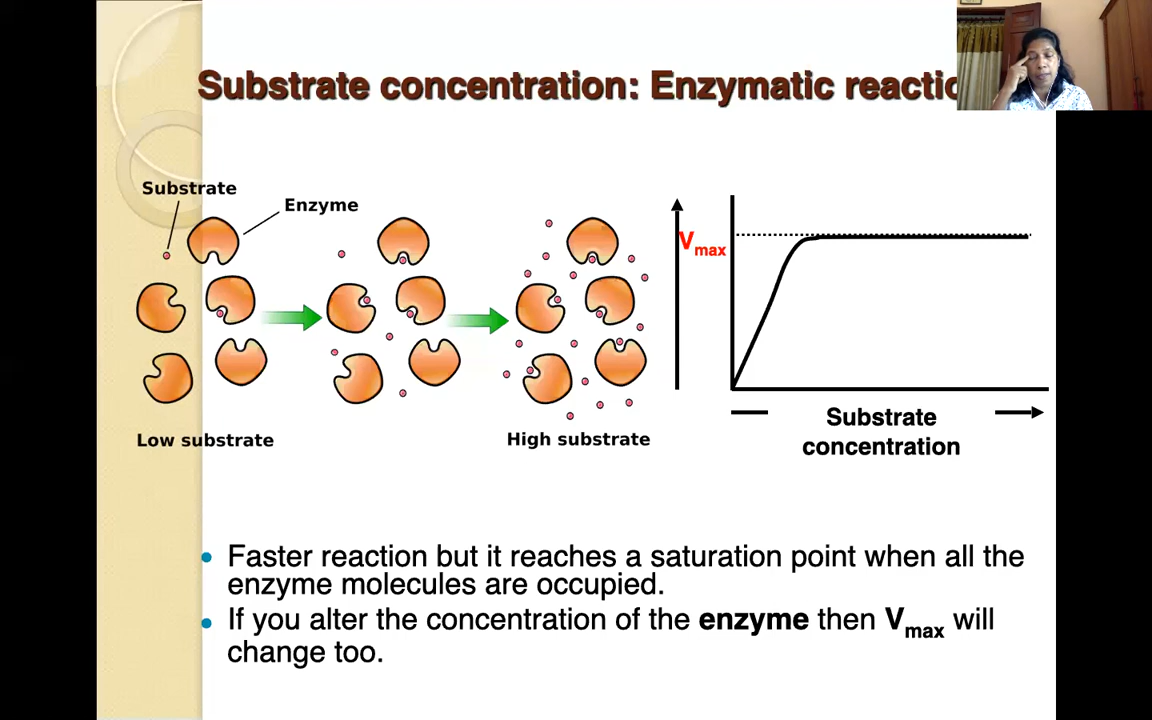 Substrate concentration: Enzymatic reactio
Substrate
Enzyme
Low substrate
High substrate
Vmax
Substrate
concentration
Faster reaction but it reaches a saturation point when all the
enzyme molecules are occupied.
If you alter the concentration of the enzyme then Vmax will
change too.